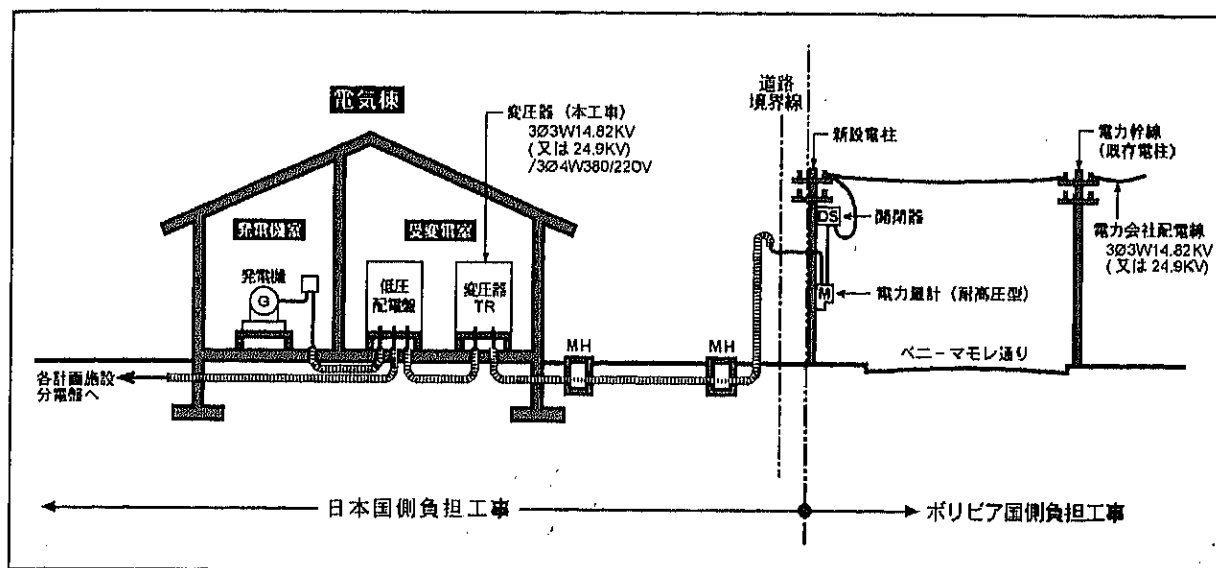 電気棟
変圧器（本工事）
3Ø3W14.82KV
（又は24.9KV）
/3Ø4W380/220V
道路
境界線
新設電柱
電力幹線
（既存電柱）
発電機室
受変電室
DS
開閉器
電力会社配電線
3Ø3W14.82KV
（又は24.9KV）
発電機
G
低圧
配電盤
変圧器
TR
M
電力量計（耐高圧型）
MH
MH
ベニーマモレ通り
各計画施設
分電盤へ
日本国側負担工事
ボリビア国側負担工事